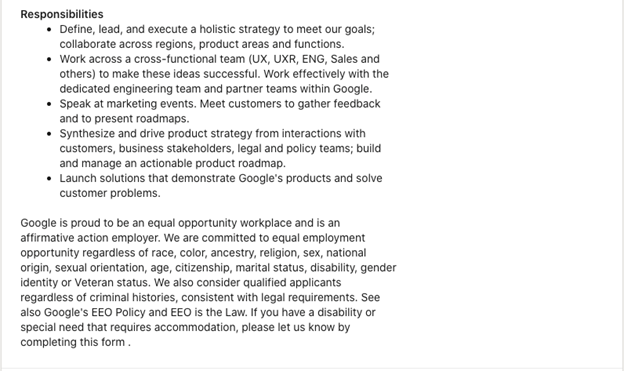 Responsibilities
• Define, lead, and execute a holistic strategy to meet our goals;
collaborate across regions, product areas and functions.
• Work across a cross-functional team (UX, UXR, ENG, Sales and
others) to make these ideas successful. Work effectively with the
dedicated engineering team and partner teams within Google.
• Speak at marketing events. Meet customers to gather feedback
and to present roadmaps.
• Synthesize and drive product strategy from interactions with
customers, business stakeholders, legal and policy teams; build
and manage an actionable product roadmap.
• Launch solutions that demonstrate Google's products and solve
customer problems.
Google is proud to be an equal opportunity workplace and is an
affirmative action employer. We are committed to equal employment
opportunity regardless of race, color, ancestry, religion, sex, national
origin, sexual orientation, age, citizenship, marital status, disability, gender
identity or Veteran status. We also consider qualified applicants
regardless of criminal histories, consistent with legal requirements. See
also Google's EEO Policy and EEO is the Law. If you have a disability or
special need that requires accommodation, please let us know by
completing this form .